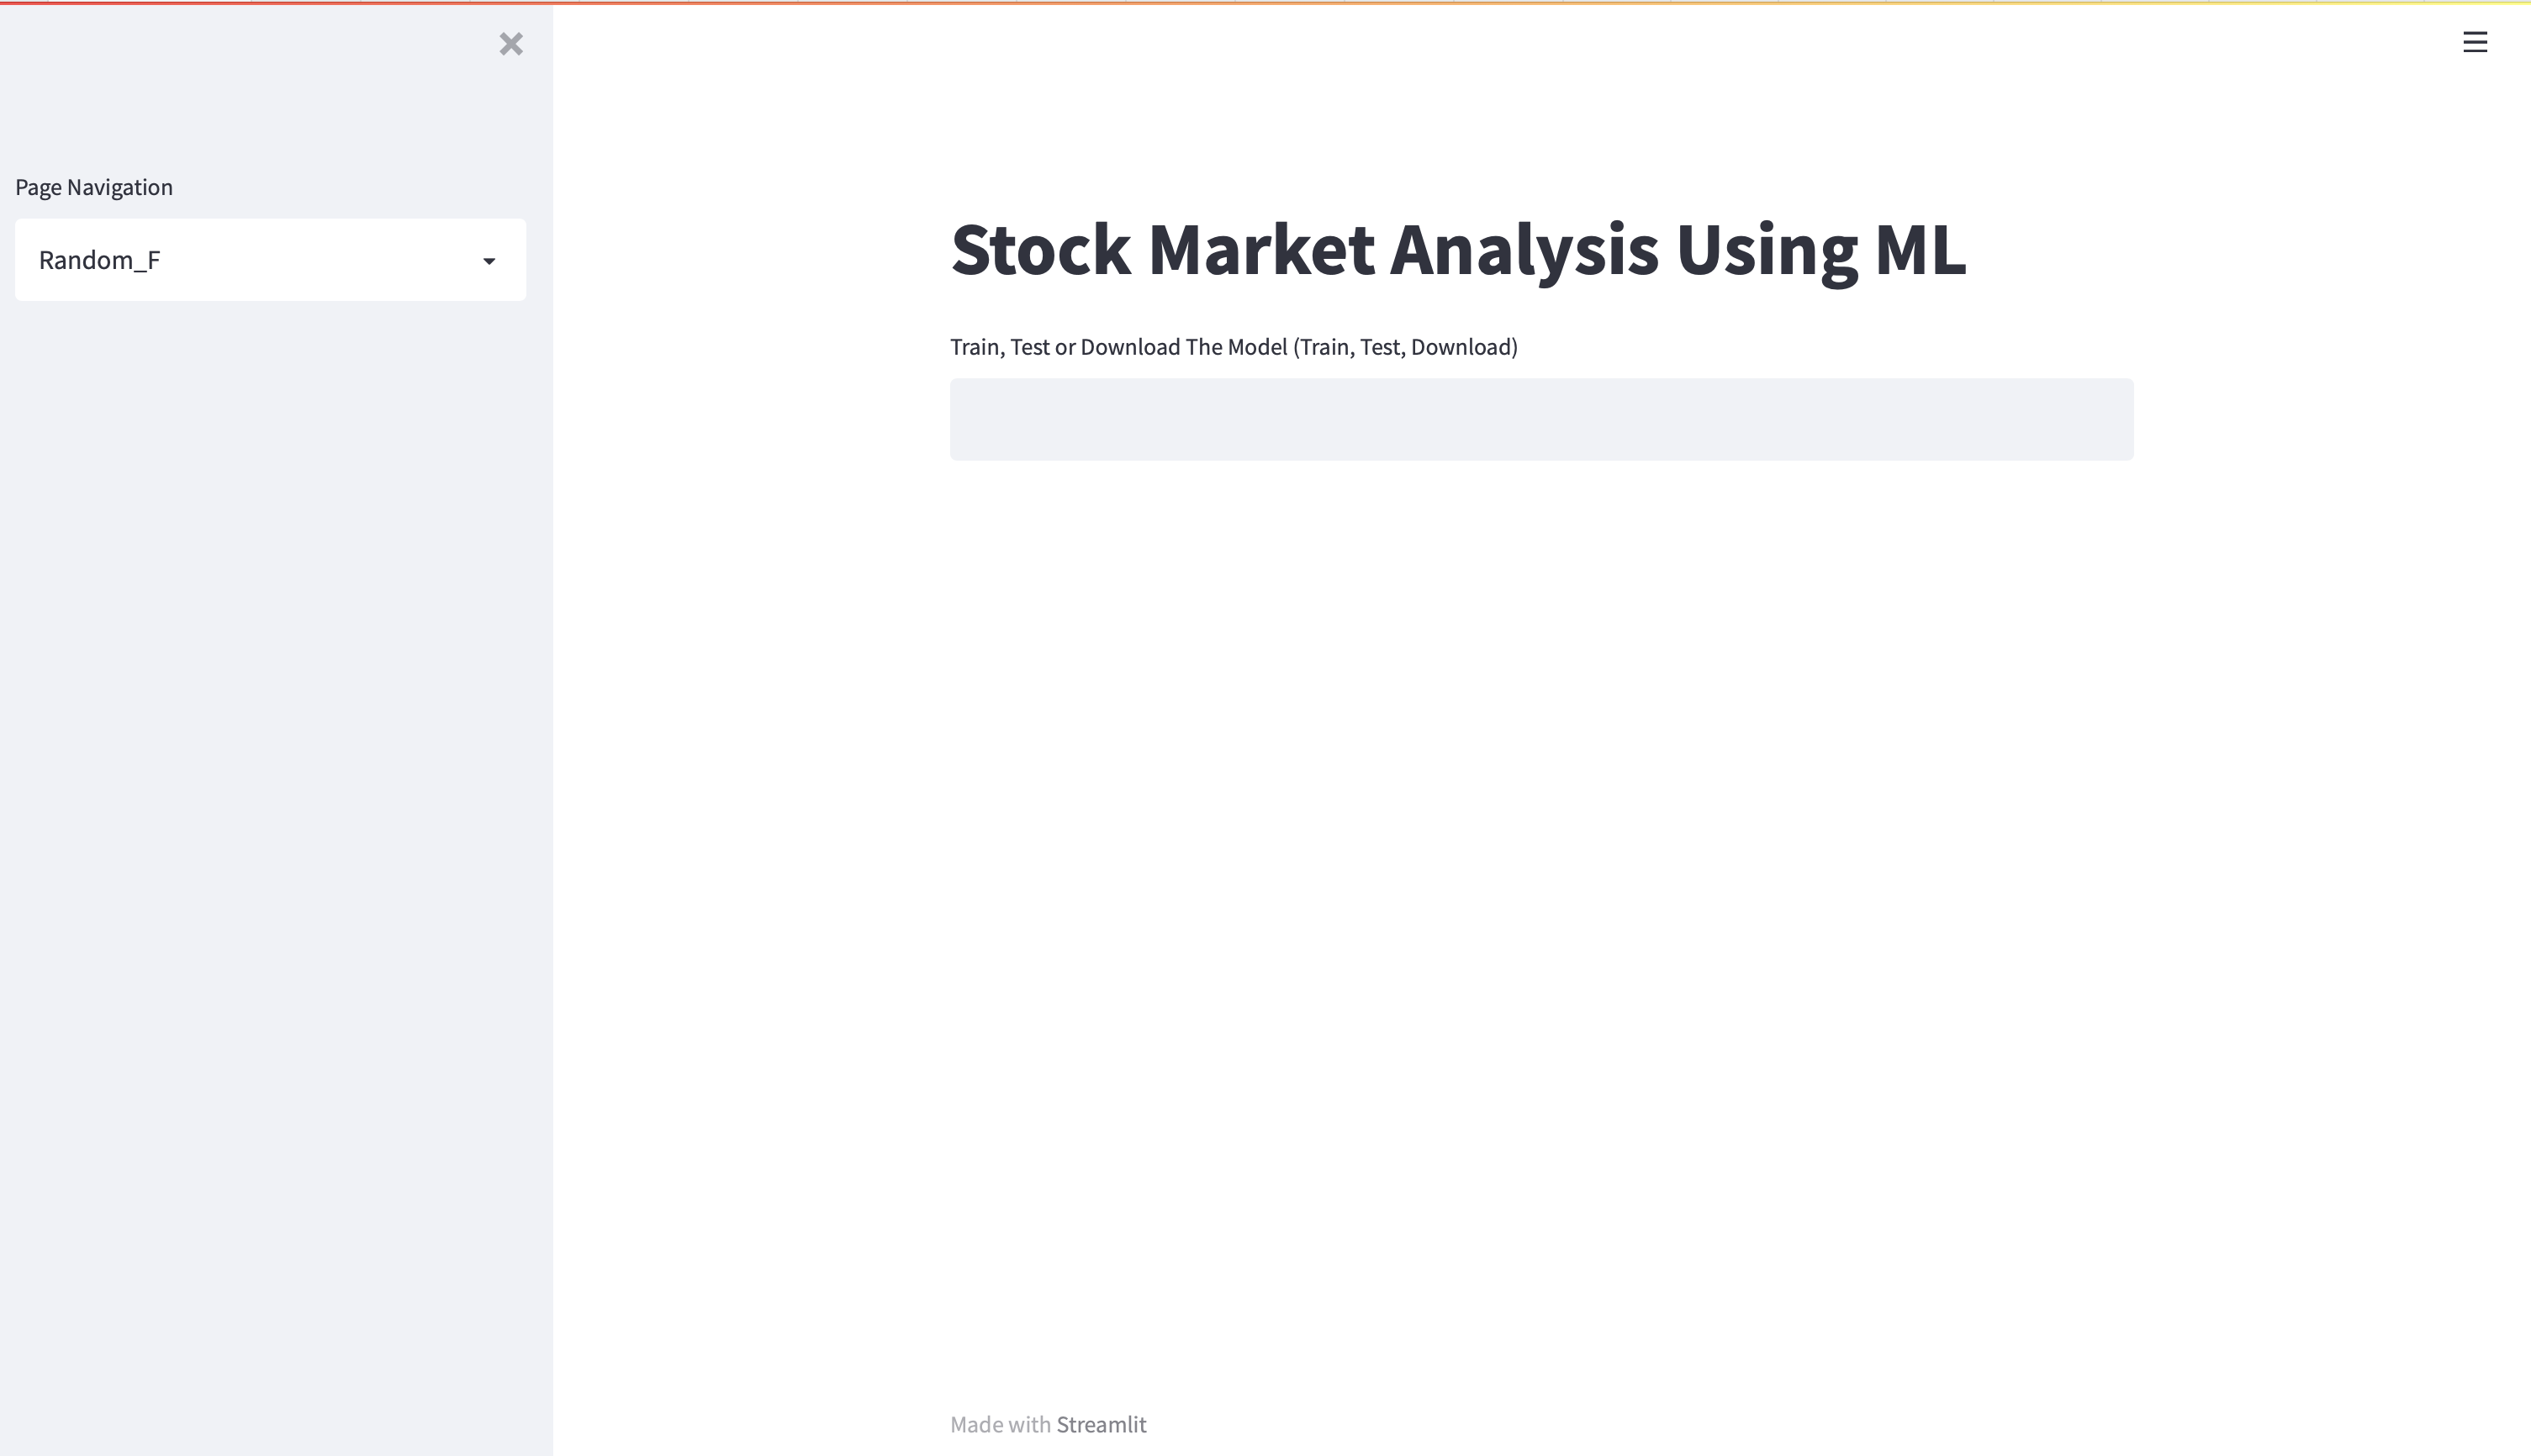 Page Navigation
Random_F
Stock Market Analysis Using ML
Train, Test or Download The Model (Train, Test, Download)
Made with Streamlit